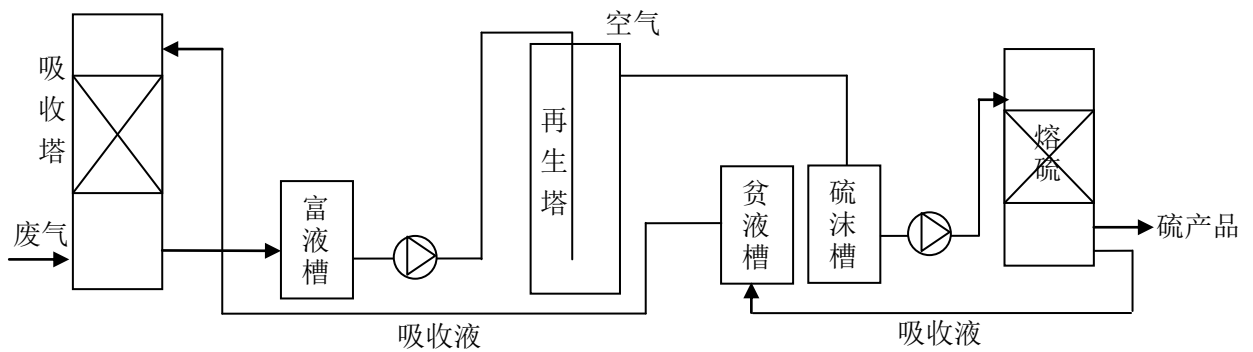 空气
吸收塔
再生塔
熔硫
富液槽
贫液槽
硫沫槽
废气
硫产品
吸收液
吸收液